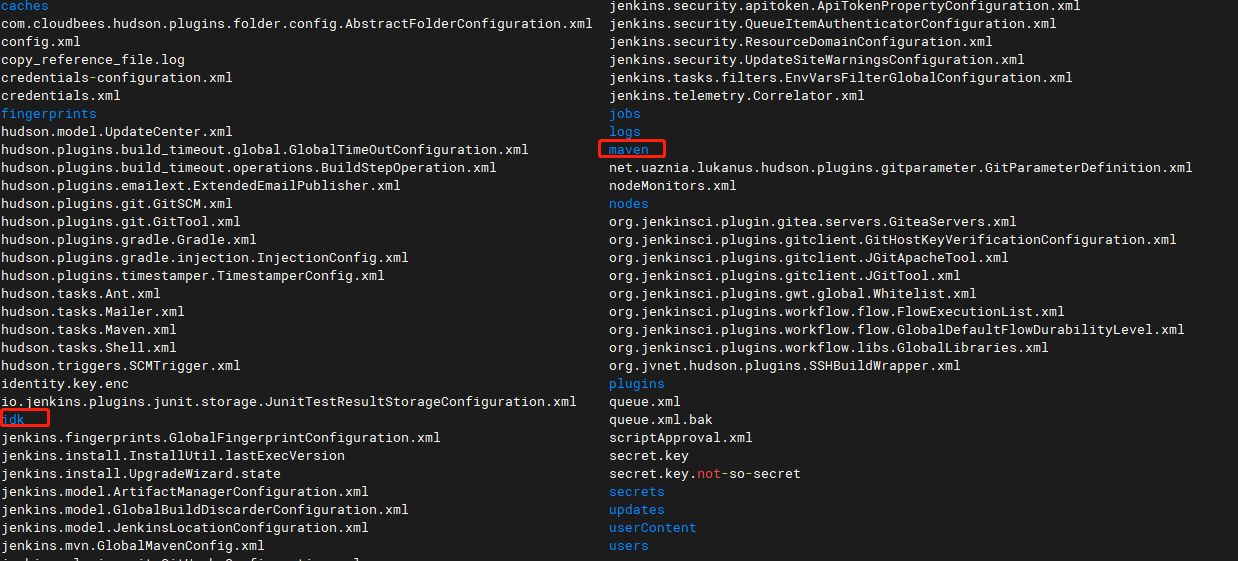 caches
com.cloudbees.hudson.plugins.folder.config.AbstractFolderConfiguration.xml
config.xml
copy_reference_file.log
credentials-configuration.xml
credentials.xml
fingerprints
hudson.model.UpdateCenter.xml
hudson.plugins.build_timeout.global.GlobalTimeOutConfiguration.xml
hudson.plugins.build_timeout.operations.BuildStepOperation.xml
hudson.plugins.emailext.ExtendedEmailPublisher.xml
hudson.plugins.git.GitSCM.xml
hudson.plugins.git.GitTool.xml
hudson.plugins.gradle.Gradle.xml
hudson.plugins.gradle.injection.InjectionConfig.xml
hudson.plugins.timestamper.TimestamperConfig.xml
hudson.tasks.Ant.xml
hudson.tasks.Mailer.xml
hudson.tasks.Maven.xml
hudson.tasks.Shell.xml
hudson.triggers.SCMTrigger.xml
identity.key.enc
io.jenkins.plugins.junit.storage.JunitTestResultStorageConfiguration.xml
jdk
jenkins.fingerprints.GlobalFingerprintConfiguration.xml
jenkins.install.InstallUtil.lastExecVersion
jenkins.install.UpgradeWizard.state
jenkins.model.ArtifactManagerConfiguration.xml
jenkins.model.GlobalBuildDiscarderConfiguration.xml
jenkins.model.JenkinsLocationConfiguration.xml
jenkins.mvn.GlobalMavenConfig.xml
jenkins.security.apitoken.ApiTokenPropertyConfiguration.xml
jenkins.security.QueueItemAuthenticatorConfiguration.xml
jenkins.security.ResourceDomainConfiguration.xml
jenkins.security.UpdateSiteWarningsConfiguration.xml
jenkins.tasks.filters.EnvVarsFilterGlobalConfiguration.xml
jenkins.telemetry.Correlator.xml
jobs
logs
maven
net.uaznia.lukanus.hudson.plugins.gitparameter.GitParameterDefinition.xml
nodeMonitors.xml
nodes
org.jenkinsci.plugin.gitea.servers.GiteaServers.xml
org.jenkinsci.plugins.gitclient.GitHostKeyVerificationConfiguration.xml
org.jenkinsci.plugins.gitclient.JGitApacheTool.xml
org.jenkinsci.plugins.gitclient.JGitTool.xml
org.jenkinsci.plugins.gwt.global.Whitelist.xml
org.jenkinsci.plugins.workflow.flow.FlowExecutionList.xml
org.jenkinsci.plugins.workflow.flow.GlobalDefaultFlowDurabilityLevel.xml
org.jenkinsci.plugins.workflow.libs.GlobalLibraries.xml
org.jvnet.hudson.plugins.SSHBuildWrapper.xml
plugins
queue.xml
queue.xml.bak
scriptApproval.xml
secret.key
secret.key.not-so-secret
secrets
updates
userContent
users